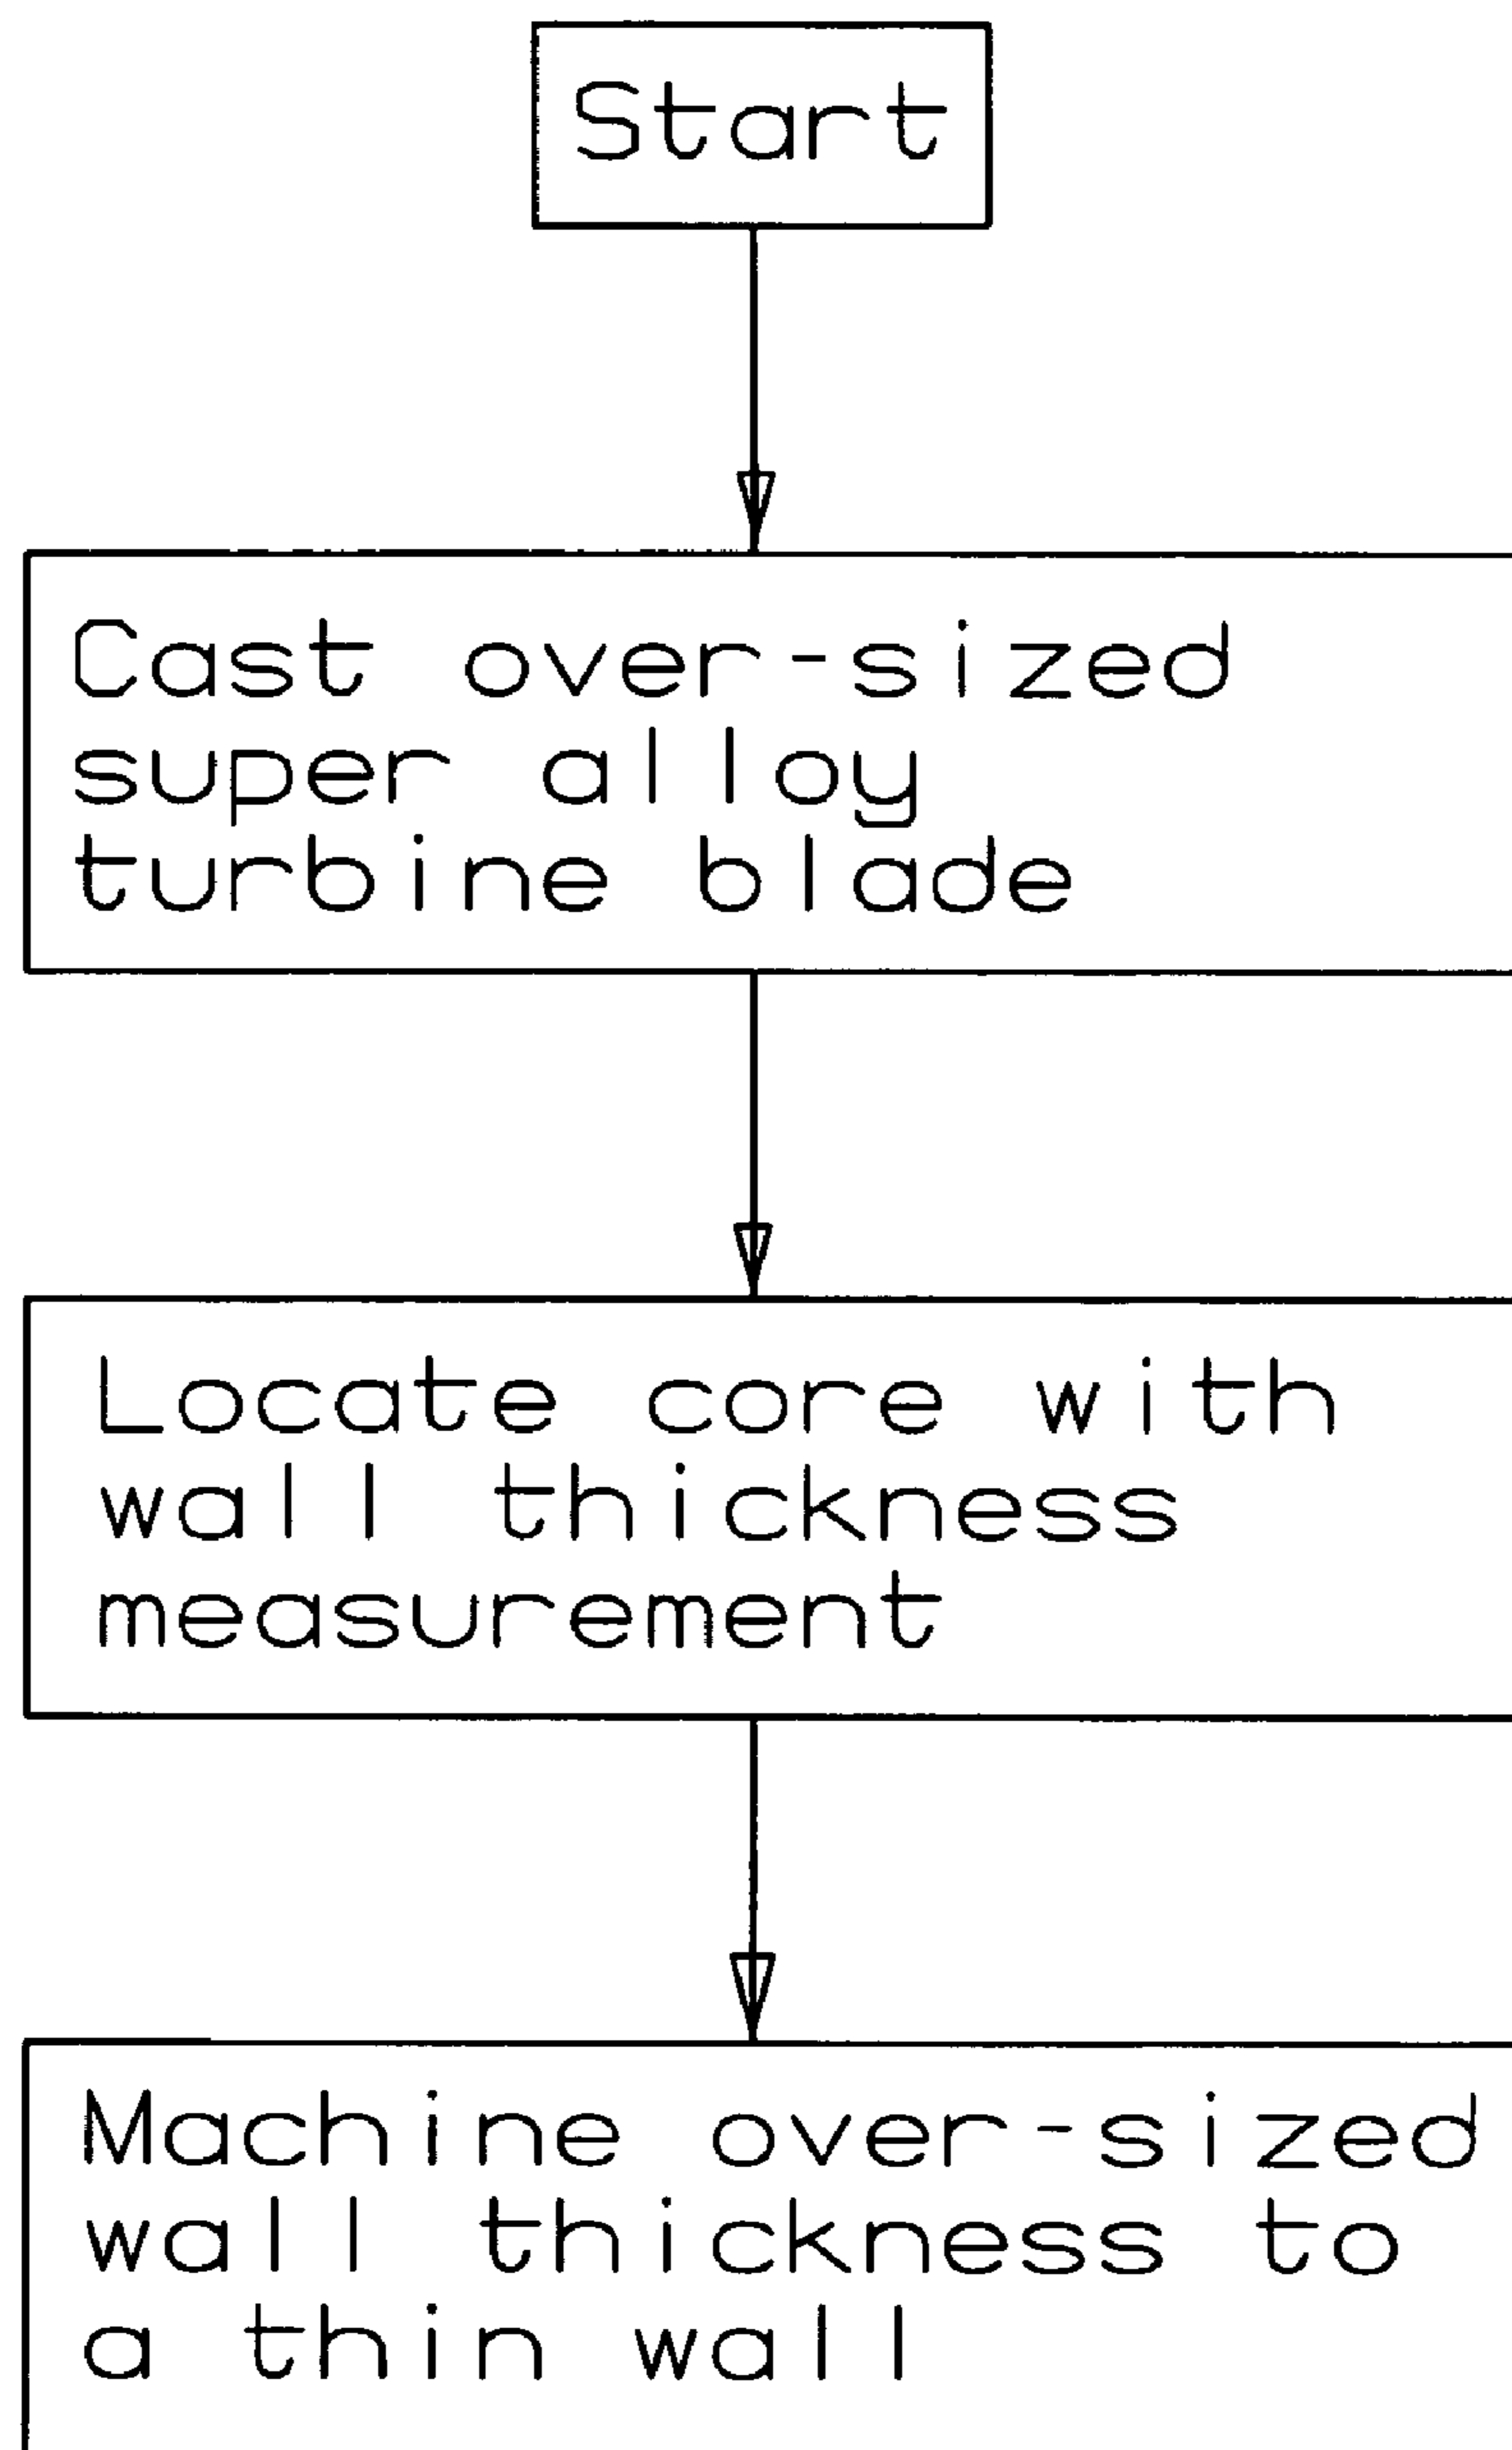 Start
Cast over-sized
super alloy
turbine blade
Locate core with
wall thickness
measurement
Machine over-sized
wall thickness to
a thin wall